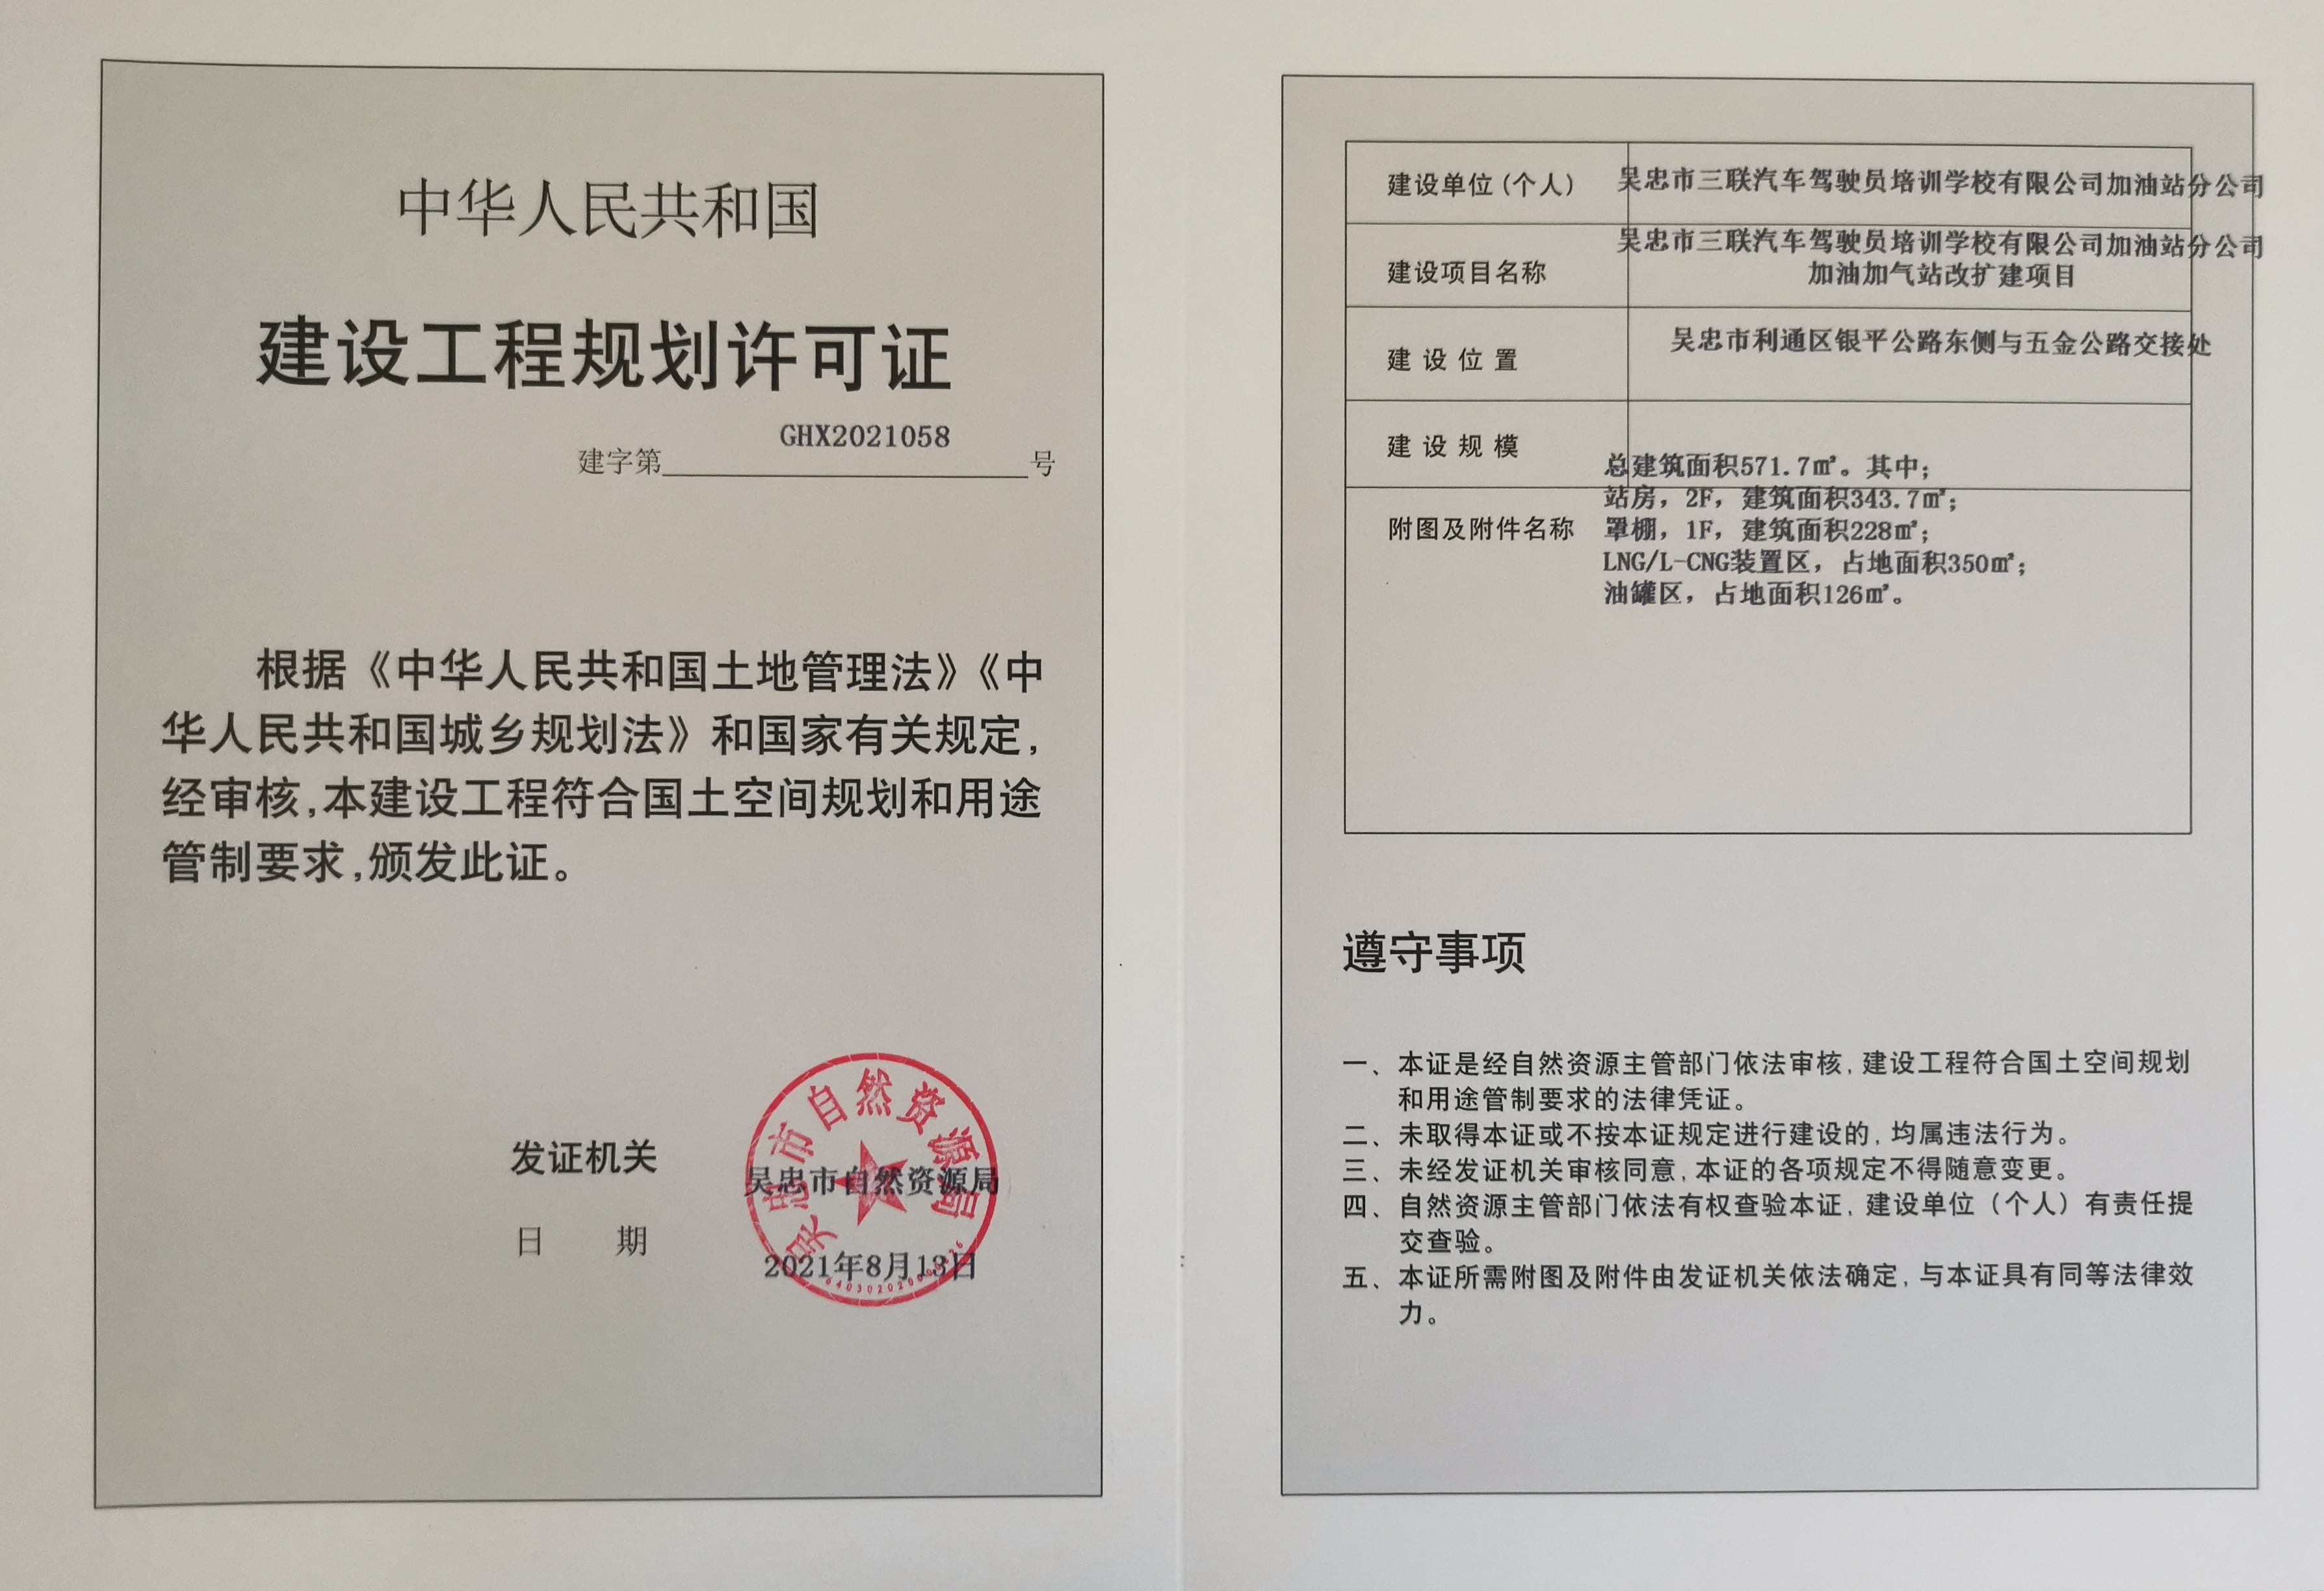 中华人民共和国
建设工程规划许可证
建字第GHX2021058号
根据《中华人民共和国土地管理法》《中
华人民共和国城乡规划法》和国家有关规定,
经审核,本建设工程符合国土空间规划和用途
管制要求,颁发此证。
发证机关 吴忠市自然资源局
日 期 2021年8月13日
吴忠市自然资源局
建设单位(个人) 吴忠市三联汽车驾驶员培训学校有限公司加油站分公司
建设项目名称 吴忠市三联汽车驾驶员培训学校有限公司加油站分公司
加油加气站改扩建项目
建设位置 吴忠市利通区银平公路东侧与五金公路交接处
建设规模
总建筑面积571.7㎡。其中;
站房，2F，建筑面积343.7㎡;
附图及附件名称 罩棚，1F，建筑面积228㎡;
LNG/L-CNG装置区，占地面积350㎡;
油罐区，占地面积126㎡。
遵守事项
一、本证是经自然资源主管部门依法审核,建设工程符合国土空间规划
和用途管制要求的法律凭证。
二、未取得本证或不按本证规定进行建设的,均属违法行为。
三、未经发证机关审核同意,本证的各项规定不得随意变更。
四、自然资源主管部门依法有权查验本证,建设单位（个人）有责任提
交查验。
五、本证所需附图及附件由发证机关依法确定,与本证具有同等法律效
力。